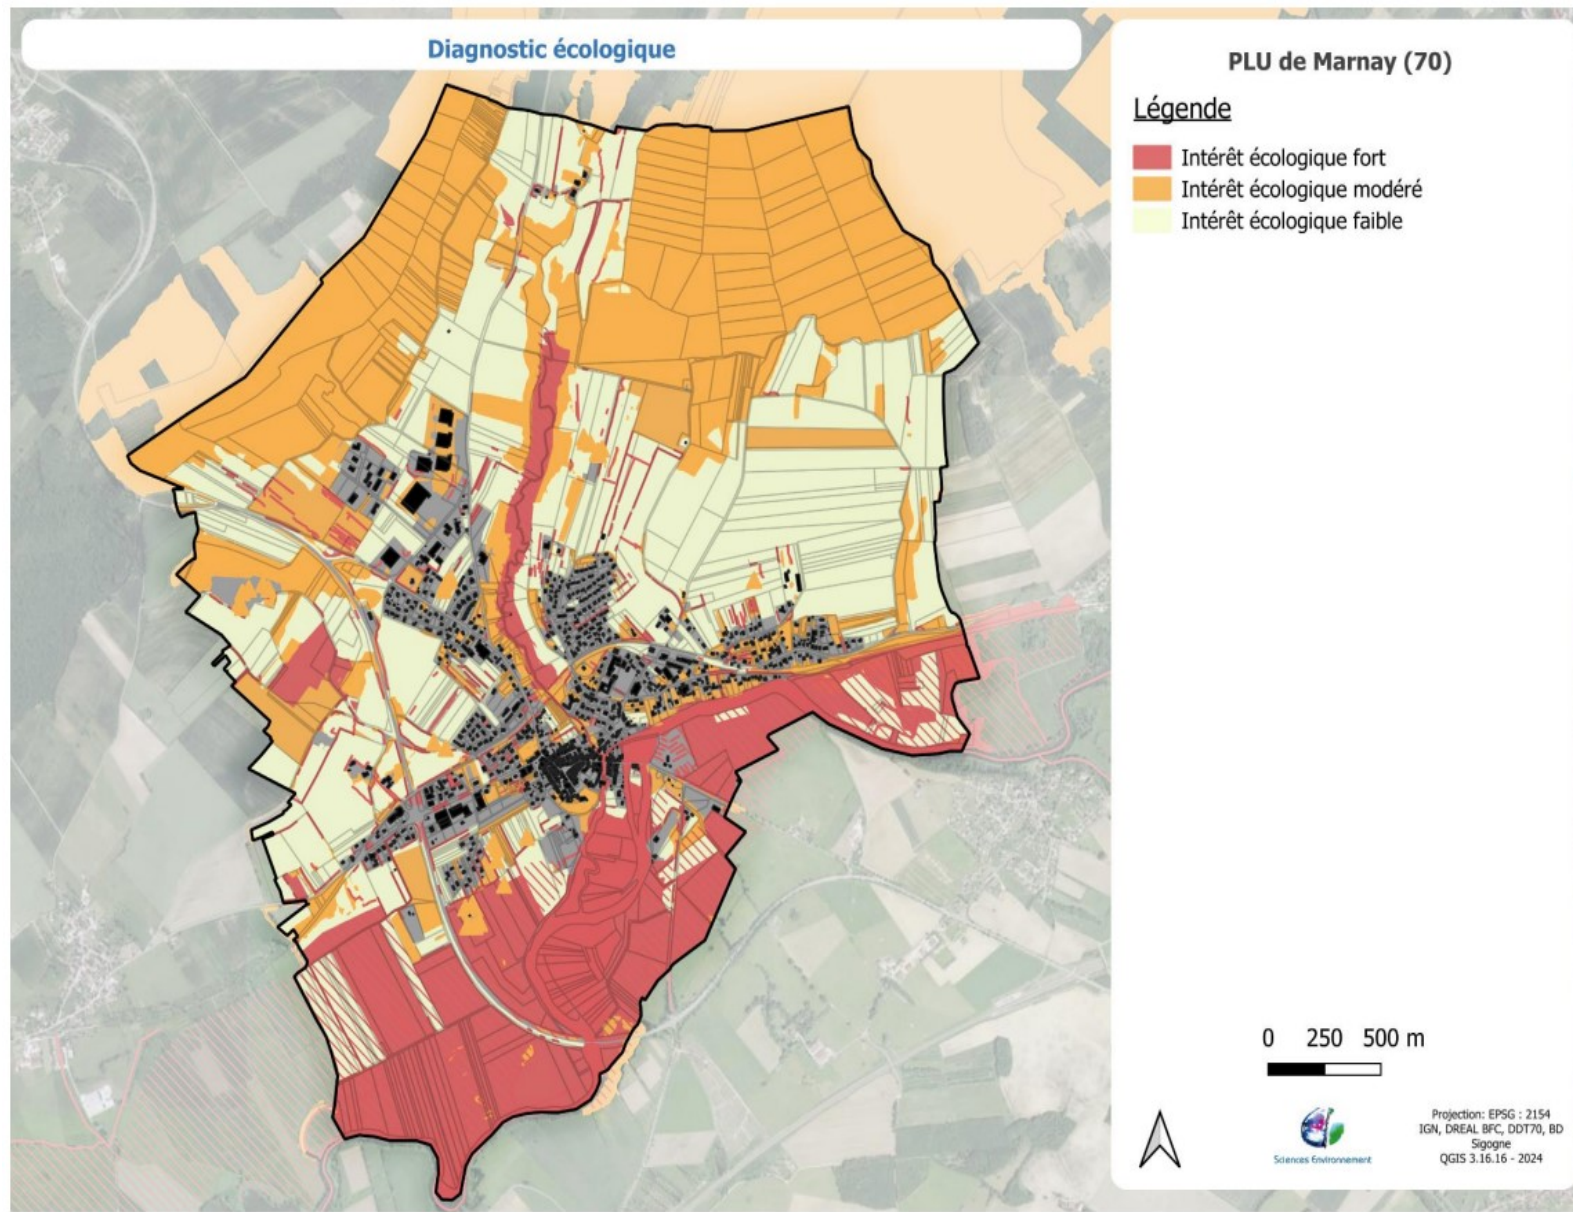 Diagnostic écologique
PLU de Marnay (70)
Légende
Intérêt écologique fort
Intérêt écologique modéré
Intérêt écologique faible
0 250 500 m
Sciences Environnement
Projection: EPSG : 2154
IGN, DREAL BFC, DDT70, BD
Sigogne
QGIS 3.16.16 - 2024